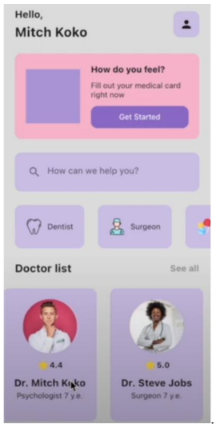 Hello,
Mitch Koko
How do you feel?
Fill out your medical card
right now
Get Started
How can we help you?
Dentist
Surgeon
Doctor list
See all
4.4
5.0
Dr. Mitch Koko
Dr. Steve Jobs
Psychologist 7 y.e.
Surgeon 7 y.e.